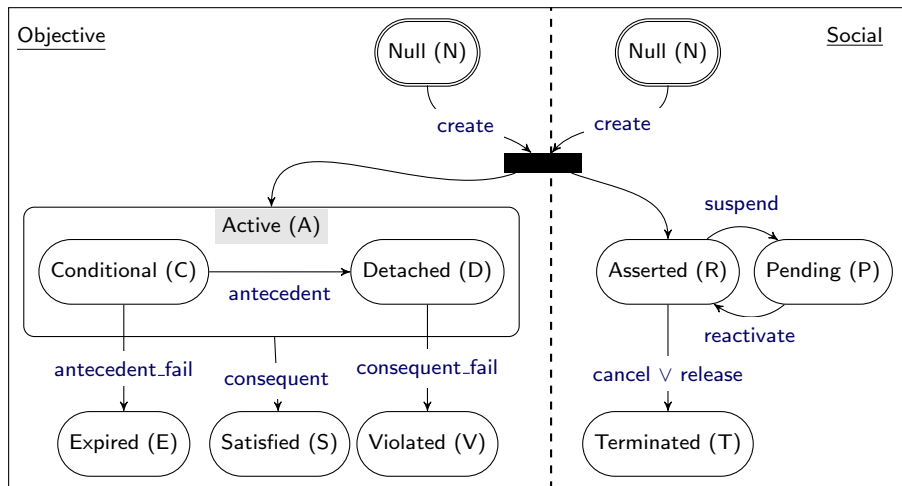 Objective
Null (N)
Null (N)
Social
create
create
Active (A)
suspend
Conditional (C)
antecedent
Detached (D)
Asserted (R)
Pending (P)
reactivate
antecedent_fail
consequent
consequent_fail
cancel ∨ release
Expired (E)
Satisfied (S)
Violated (V)
Terminated (T)